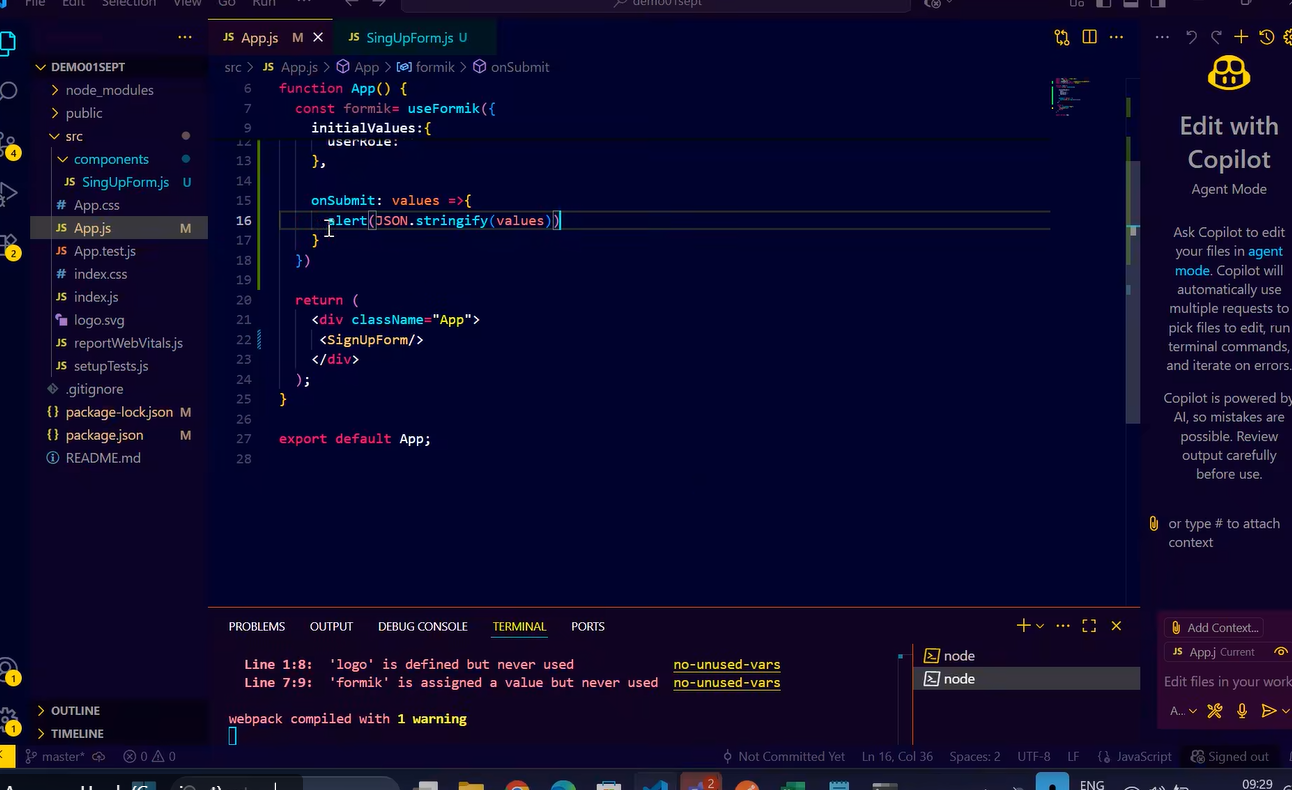 File Edit Selection View Go Run ··· demo01sept
App.js M
SingUpForm.js U
DEMO01SEPT
node_modules
public
src
components
JS SingUpForm.js U
# App.css
JS App.js M
JS App.test.js
# index.css
JS index.js
logo.svg
JS reportWebVitals.js
JS setupTests.js
.gitignore
{} package-lock.json M
{} package.json M
README.md
OUTLINE
TIMELINE
src > JS App.js > App > formik > onSubmit
6 function App() {
7 const formik= useFormik({
9 initialValues:{
12 userRole:
13 },
14
15 onSubmit: values =>{
16 alert(JSON.stringify(values))
17 }
18 })
19
20 return (
21 <div className="App">
22 <SignUpForm/>
23 </div>
24 );
25 }
26
27 export default App;
28
PROBLEMS OUTPUT DEBUG CONSOLE TERMINAL PORTS
Line 1:8: 'logo' is defined but never used no-unused-vars
Line 7:9: 'formik' is assigned a value but never used no-unused-vars
webpack compiled with 1 warning
node
node
Edit with
Copilot
Agent Mode
Ask Copilot to edit
your files in agent
mode. Copilot will
automatically use
multiple requests to
pick files to edit, run
terminal commands,
and iterate on errors.
Copilot is powered by
AI, so mistakes are
possible. Review
output carefully
before use.
or type # to attach
context
Add Context...
JS App.j Current
Edit files in your work
A...
master* 0 0 Not Committed Yet Ln 16, Col 36 Spaces: 2 UTF-8 LF {} JavaScript Signed out
4
2
1
1
2
ENG
09:29